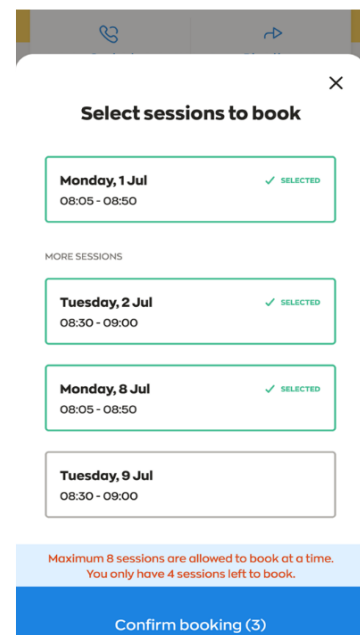 Select sessions to book
Monday, 1 Jul
SELECTED
08:05 - 08:50
MORE SESSIONS
Tuesday, 2 Jul
SELECTED
08:30 - 09:00
Monday, 8 Jul
SELECTED
08:05 - 08:50
Tuesday, 9 Jul
08:30 - 09:00
Maximum 8 sessions are allowed to book at a time.
You only have 4 sessions left to book.
Confirm booking (3)